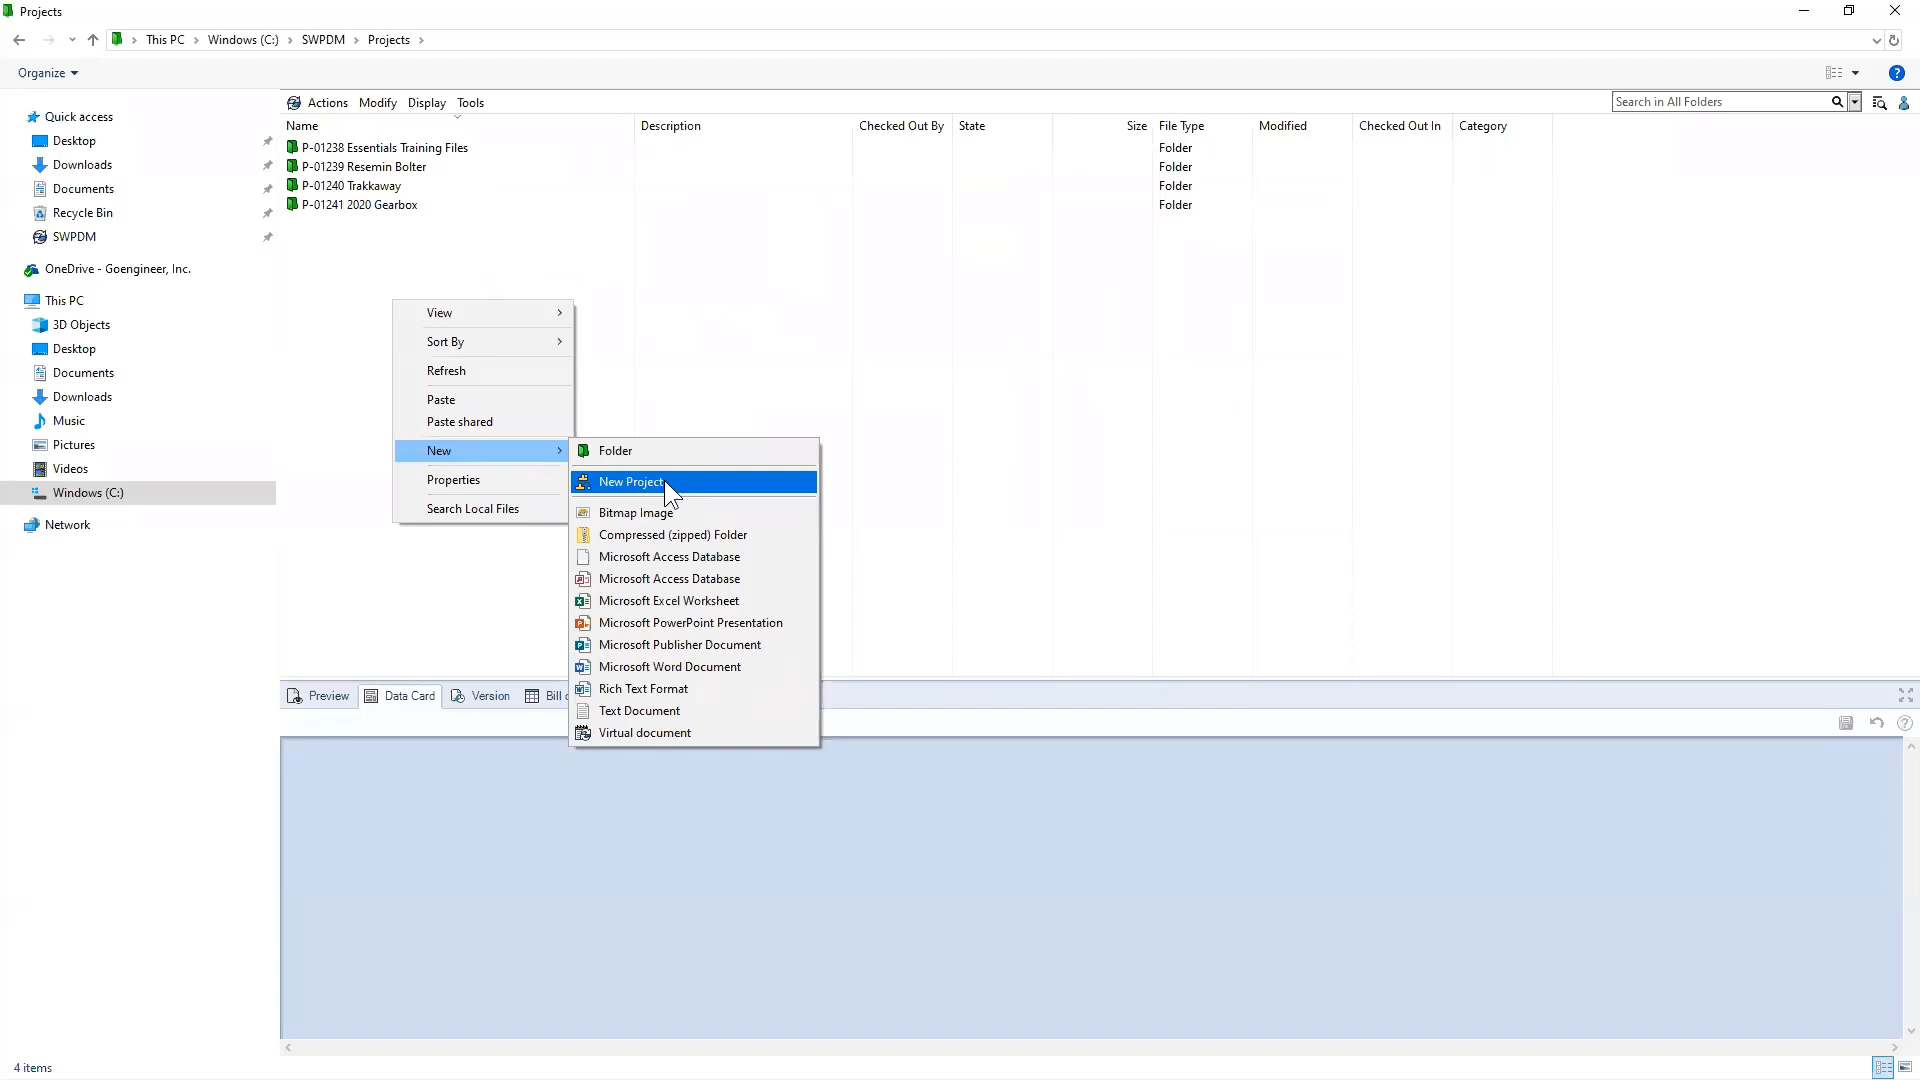 Projects
This PC Windows (C:) SWPDM Projects
Organize
Quick access
Desktop
Downloads
Documents
Recycle Bin
SWPDM
OneDrive - Goengineer, Inc.
This PC
3D Objects
Desktop
Documents
Downloads
Music
Pictures
Videos
Windows (C:)
Network
Actions Modify Display Tools
Search in All Folders
Name Description Checked Out By State Size File Type Modified Checked Out In Category
P-01238 Essentials Training Files Folder
P-01239 Resemin Bolter Folder
P-01240 Trakkaway Folder
P-01241 2020 Gearbox Folder
View
Sort By
Refresh
Paste
Paste shared
New
Properties
Search Local Files
Folder
New Project
Bitmap Image
Compressed (zipped) Folder
Microsoft Access Database
Microsoft Access Database
Microsoft Excel Worksheet
Microsoft PowerPoint Presentation
Microsoft Publisher Document
Microsoft Word Document
Rich Text Format
Text Document
Virtual document
Preview Data Card Version Bill
4 items